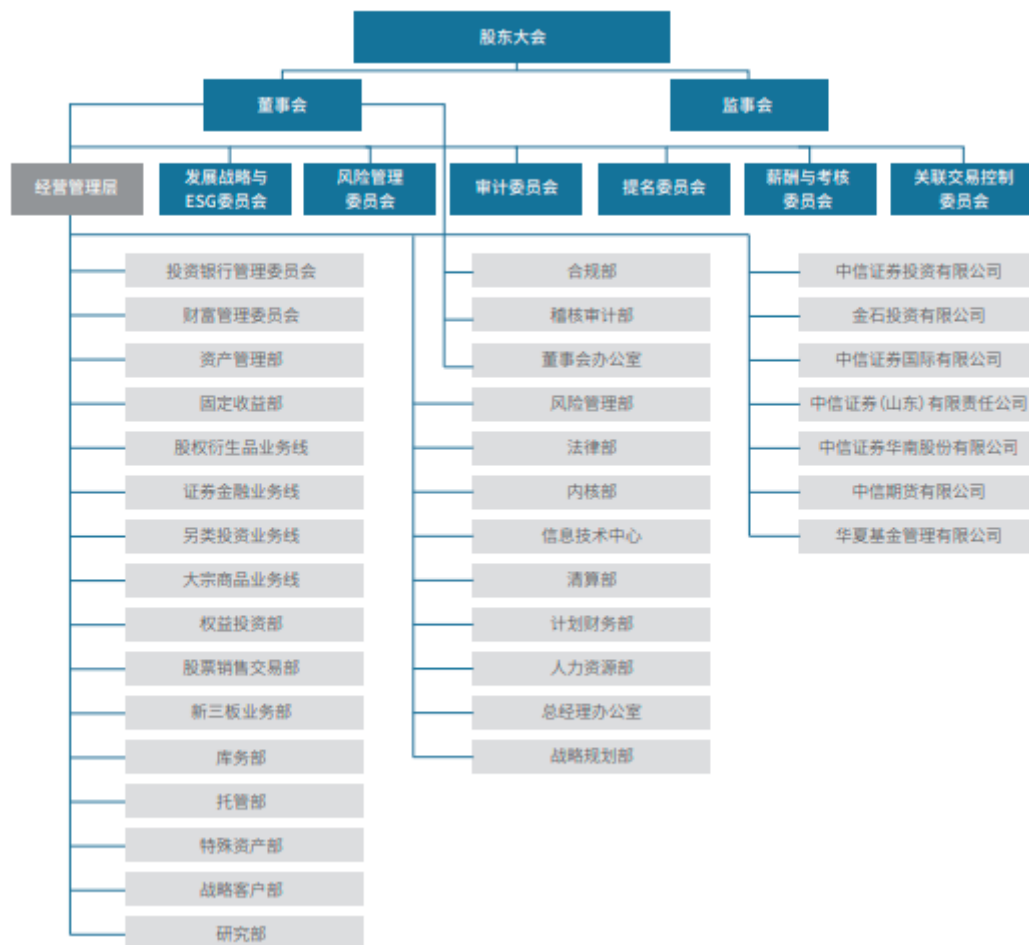 股东大会
董事会
监事会
经营管理层
发展战略与
ESG委员会
风险管理
委员会
审计委员会
提名委员会
薪酬与考核
委员会
关联交易控制
委员会
投资银行管理委员会
财富管理委员会
资产管理部
固定收益部
股权衍生品业务线
证券金融业务线
另类投资业务线
大宗商品业务线
权益投资部
股票销售交易部
新三板业务部
库务部
托管部
特殊资产部
战略客户部
研究部
合规部
稽核审计部
董事会办公室
风险管理部
法律部
内核部
信息技术中心
清算部
计划财务部
人力资源部
总经理办公室
战略规划部
中信证券投资有限公司
金石投资有限公司
中信证券国际有限公司
中信证券(山东)有限责任公司
中信证券华南股份有限公司
中信期货有限公司
华夏基金管理有限公司